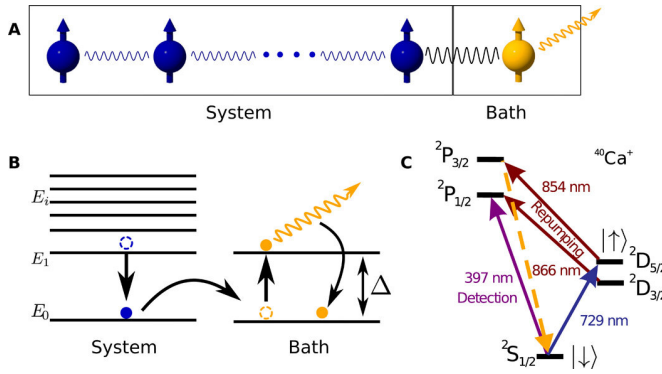 A
System
Bath
B
E_i
E_1
E_0
Δ
System
Bath
C
⁴⁰Ca⁺
²P₃/₂
²P₁/₂
854 nm
Repumping
866 nm
397 nm
Detection
729 nm
|↑⟩
²D₅/₂
²D₃/₂
²S₁/₂
|↓⟩